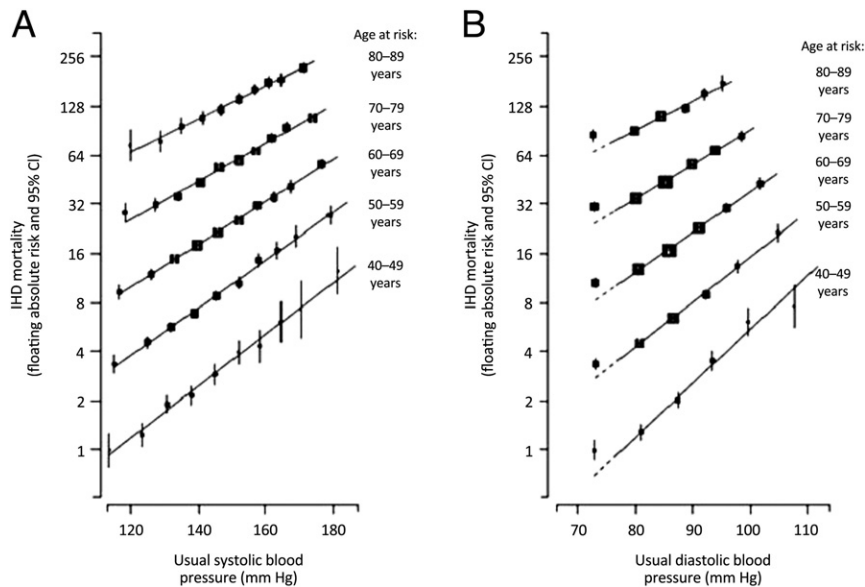 A
Age at risk:
80–89
years
70–79
years
60–69
years
50–59
years
40–49
years
256
128
64
32
16
8
4
2
1
IHD mortality
(floating absolute risk and 95% CI)
120
140
160
180
Usual systolic blood
pressure (mm Hg)
B
Age at risk:
80–89
years
70–79
years
60–69
years
50–59
years
40–49
years
256
128
64
32
16
8
4
2
1
IHD mortality
(floating absolute risk and 95% CI)
70
80
90
100
110
Usual diastolic blood
pressure (mm Hg)